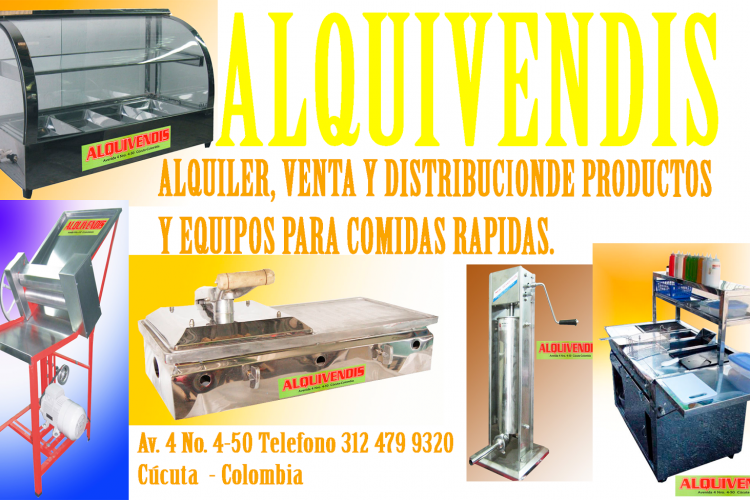 ALQUIVENDIS
ALQUILER, VENTA Y DISTRIBUCIONDE PRODUCTOS
Y EQUIPOS PARA COMIDAS RAPIDAS.
ALQUIVENDIS
ALQUIVENDIS
ALQUIVENDIS
ALQUIVENDIS
ALQUIVENDIS
Av. 4 No. 4-50 Telefono 312 479 9320
Cúcuta - Colombia